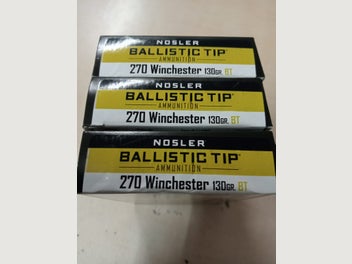 NOSLER
BALLISTIC TIP
AMMUNITION
270 Winchester 130GR. BT
NOSLER
BALLISTIC TIP
AMMUNITION
270 Winchester 130GR. BT
NOSLER
BALLISTIC TIP
AMMUNITION
270 Winchester 130GR. BT